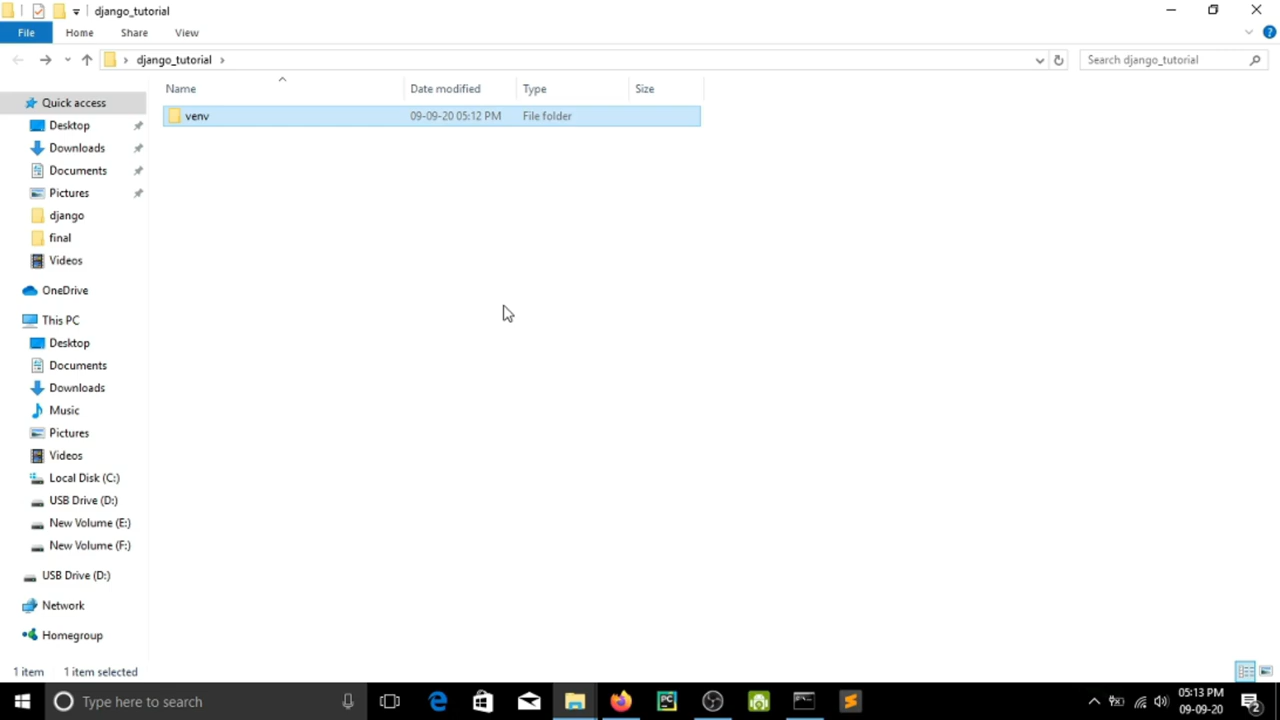 django_tutorial
File Home Share View
django_tutorial
Search django_tutorial
Name Date modified Type Size
venv 09-09-20 05:12 PM File folder
Quick access
Desktop
Downloads
Documents
Pictures
django
final
Videos
OneDrive
This PC
Desktop
Documents
Downloads
Music
Pictures
Videos
Local Disk (C:)
USB Drive (D:)
New Volume (E:)
New Volume (F:)
USB Drive (D:)
Network
Homegroup
1 item 1 item selected
Type here to search
PC
05:13 PM
09-09-20
2